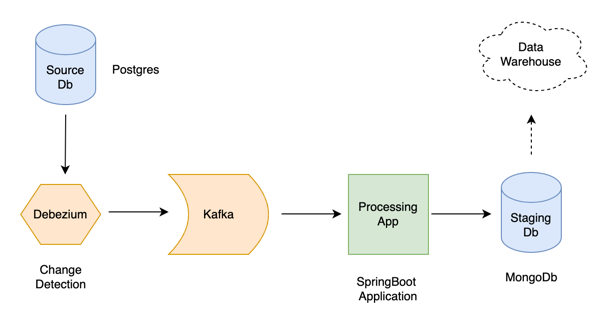 Source
Db
Postgres
Data
Warehouse
Debezium
Kafka
Processing
App
Staging
Db
Change
Detection
SpringBoot
Application
MongoDb